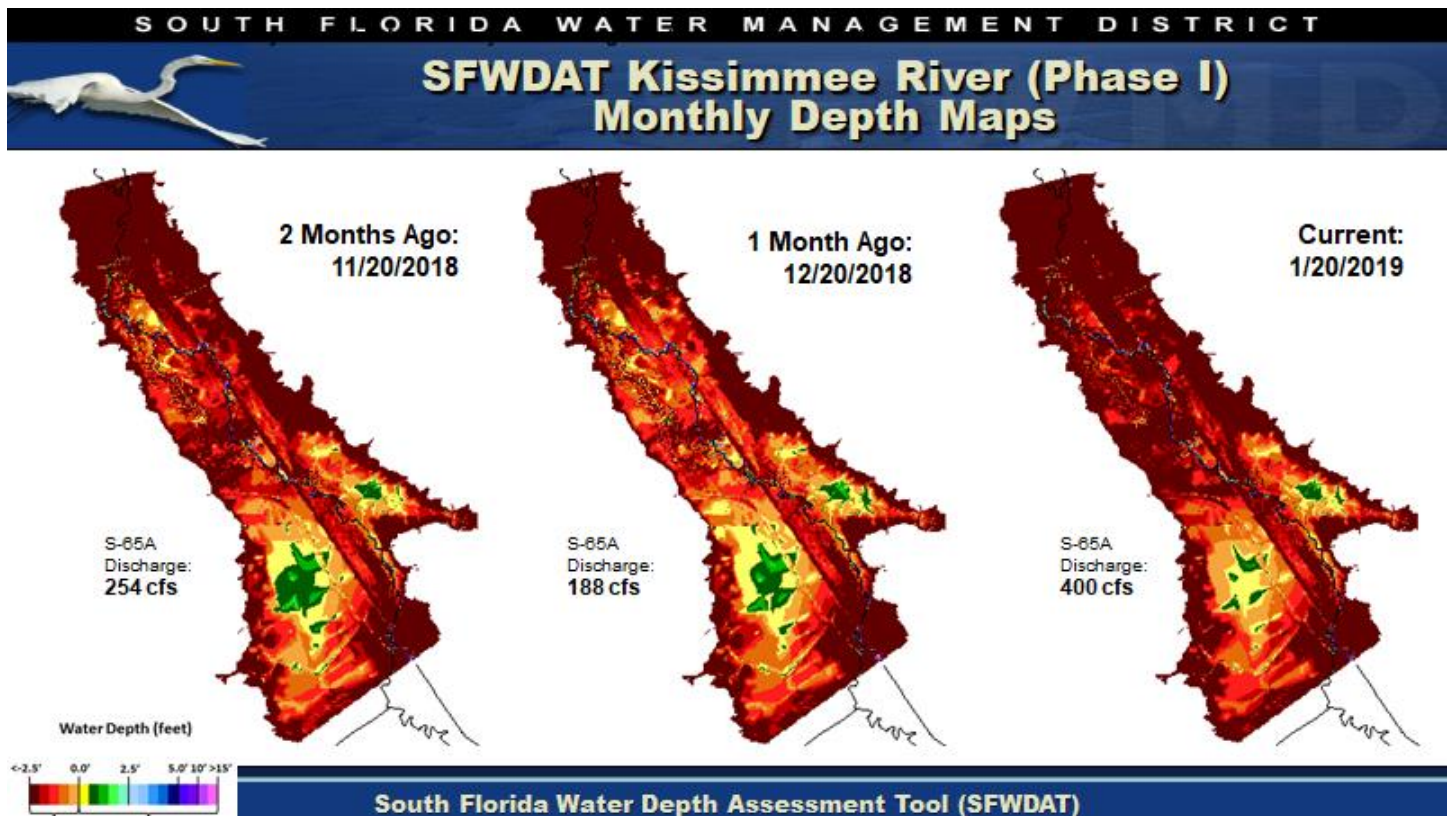 SOUTH FLORIDA WATER MANAGEMENT DISTRICT
SFWDAT Kissimmee River (Phase I)
Monthly Depth Maps
2 Months Ago:
11/20/2018
1 Month Ago:
12/20/2018
Current:
1/20/2019
S-65A
Discharge:
254 cfs
S-65A
Discharge:
188 cfs
S-65A
Discharge:
400 cfs
Water Depth (feet)
<-2.5' 0.0' 2.5' 5.0' 10' >15'
South Florida Water Depth Assessment Tool (SFWDAT)